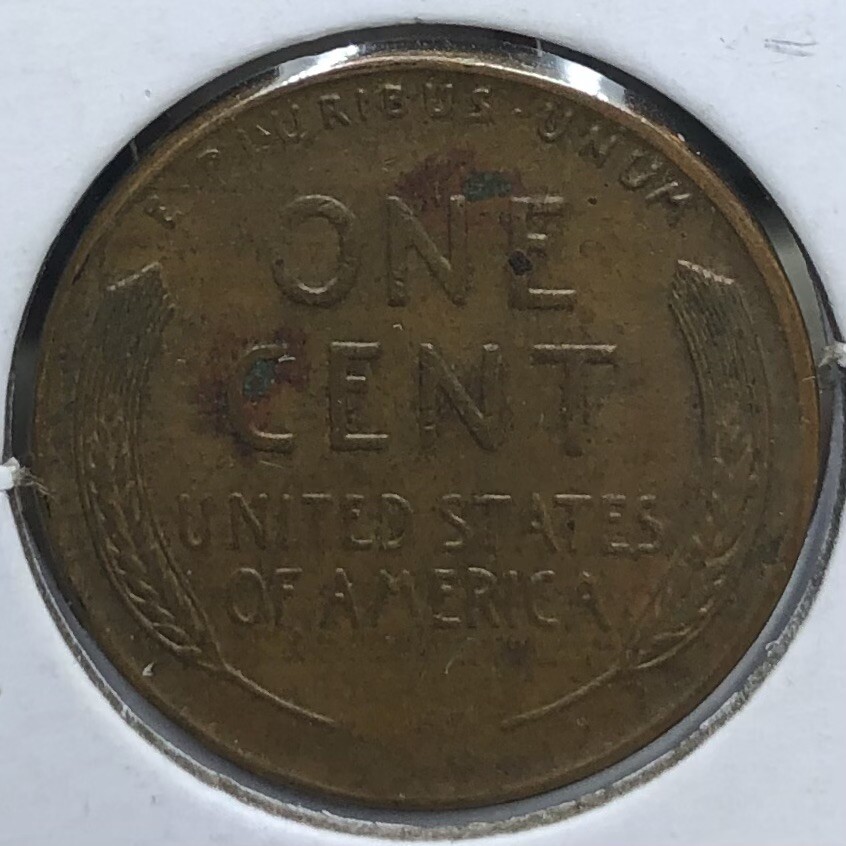 E·PLURIBUS·UNUM
ONE
CENT
UNITED STATES
OF AMERICA